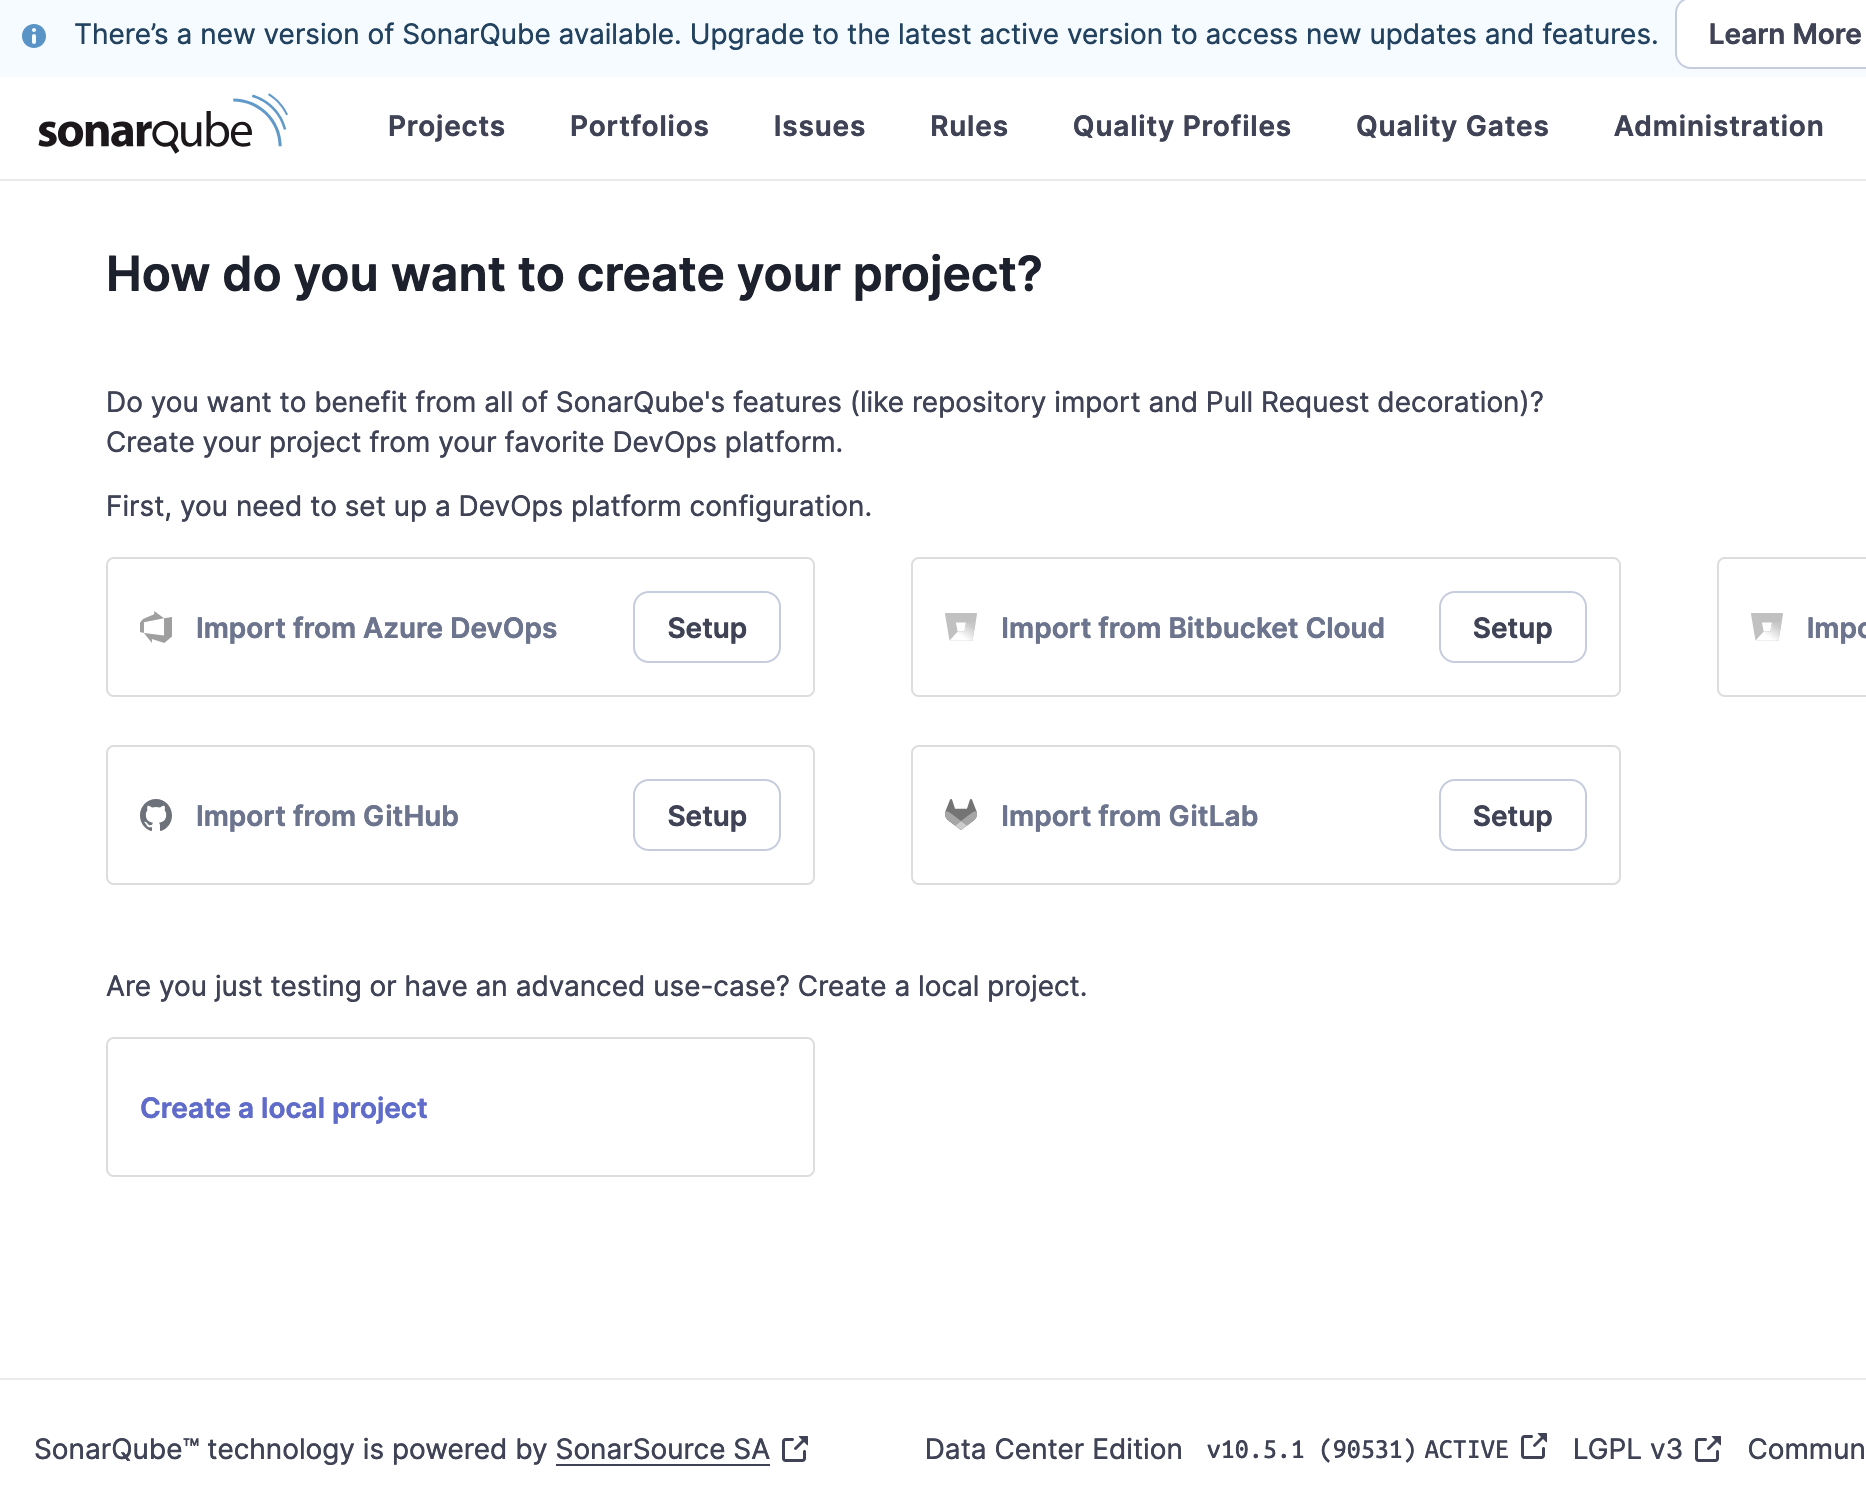 There’s a new version of SonarQube available. Upgrade to the latest active version to access new updates and features. Learn More
sonarqube Projects Portfolios Issues Rules Quality Profiles Quality Gates Administration
How do you want to create your project?
Do you want to benefit from all of SonarQube's features (like repository import and Pull Request decoration)?
Create your project from your favorite DevOps platform.
First, you need to set up a DevOps platform configuration.
Import from Azure DevOps Setup Import from Bitbucket Cloud Setup Impo
Import from GitHub Setup Import from GitLab Setup
Are you just testing or have an advanced use-case? Create a local project.
Create a local project
SonarQube™ technology is powered by SonarSource SA Data Center Edition v10.5.1 (90531) ACTIVE LGPL v3 Commun